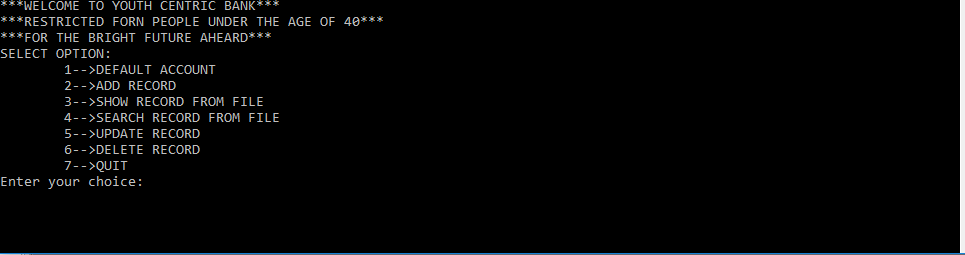 ***WELCOME TO YOUTH CENTRIC BANK***
***RESTRICTED FORN PEOPLE UNDER THE AGE OF 40***
***FOR THE BRIGHT FUTURE AHEARD***
SELECT OPTION:
1-->DEFAULT ACCOUNT
2-->ADD RECORD
3-->SHOW RECORD FROM FILE
4-->SEARCH RECORD FROM FILE
5-->UPDATE RECORD
6-->DELETE RECORD
7-->QUIT
Enter your choice: